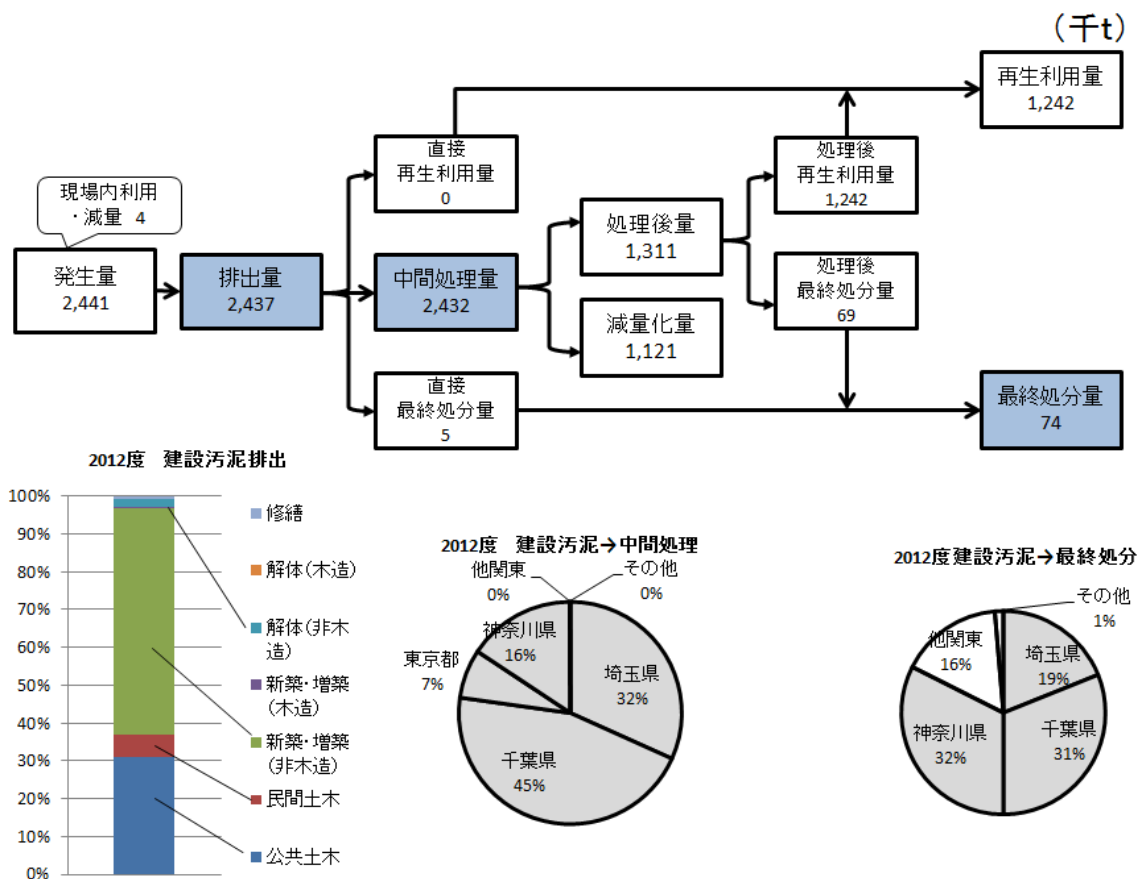 (千t)
再生利用量
1,242
直接
再生利用量
0
処理後
再生利用量
1,242
現場内利用
・減量 4
発生量
2,441
排出量
2,437
中間処理量
2,432
処理後量
1,311
処理後
最終処分量
69
減量化量
1,121
直接
最終処分量
5
最終処分量
74
2012度 建設汚泥排出
100%
90%
80%
70%
60%
50%
40%
30%
20%
10%
0%
修繕
解体(木造)
解体(非木
造)
新築・増築
(木造)
新築・増築
(非木造)
民間土木
公共土木
2012度 建設汚泥→中間処理
他関東
0%
その他
0%
神奈川県
16%
東京都
7%
埼玉県
32%
千葉県
45%
2012度建設汚泥→最終処分
その他
1%
他関東
16%
埼玉県
19%
神奈川県
32%
千葉県
31%